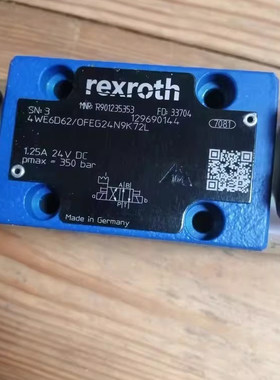 rexroth
MNR: R901235353 FD: 33704
SN: 3 129690144 7081
4WE6D62/OFEG24N9K72L
1.25A 24V DC
pmax = 350 bar
A B
P T
Made in Germany